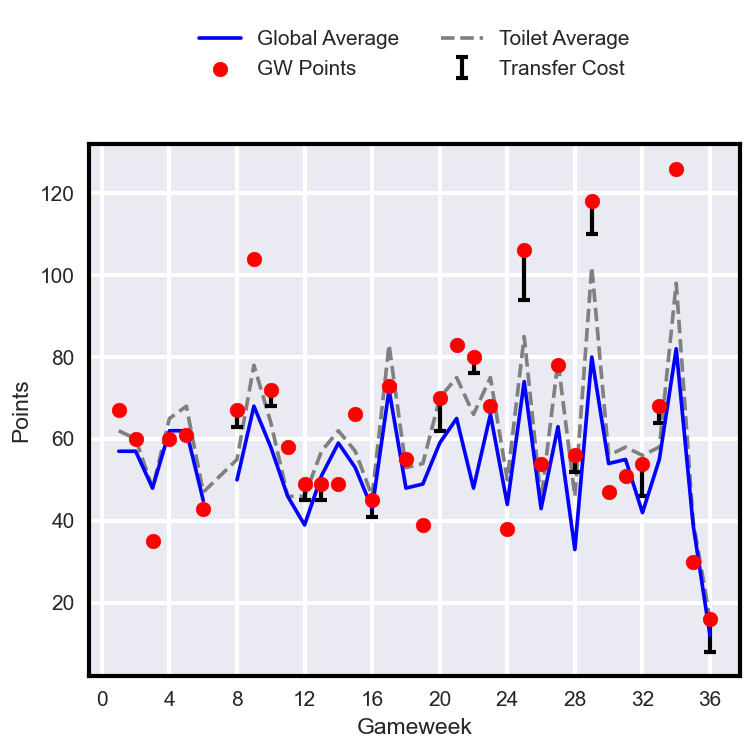 Global Average
Toilet Average
GW Points
Transfer Cost
120
100
80
60
40
20
Points
0 4 8 12 16 20 24 28 32 36
Gameweek